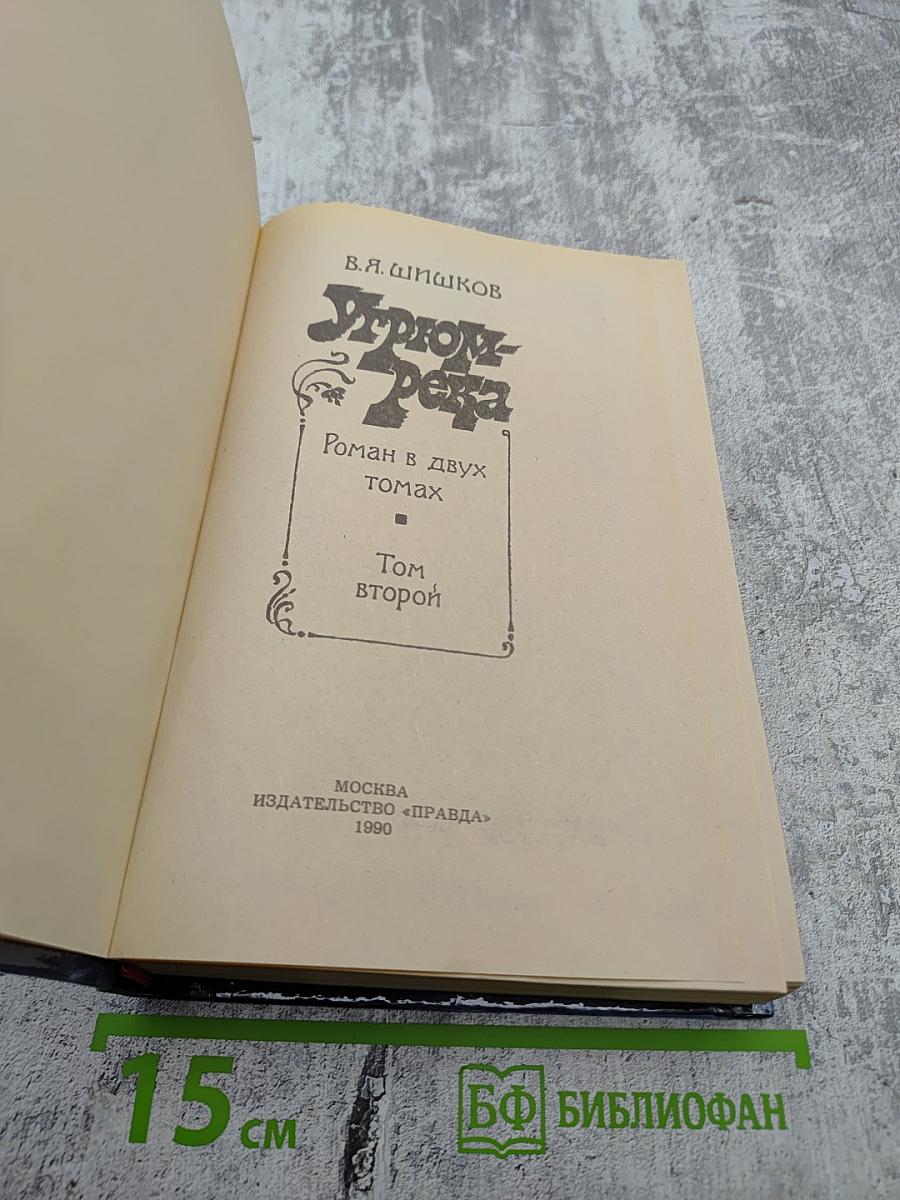 В.Я. ШИШКОВ
Угрюм-
река
Роман в двух
томах
Том
второй
МОСКВА
ИЗДАТЕЛЬСТВО «ПРАВДА»
1990
15 см
БФ БИБЛИОФАН